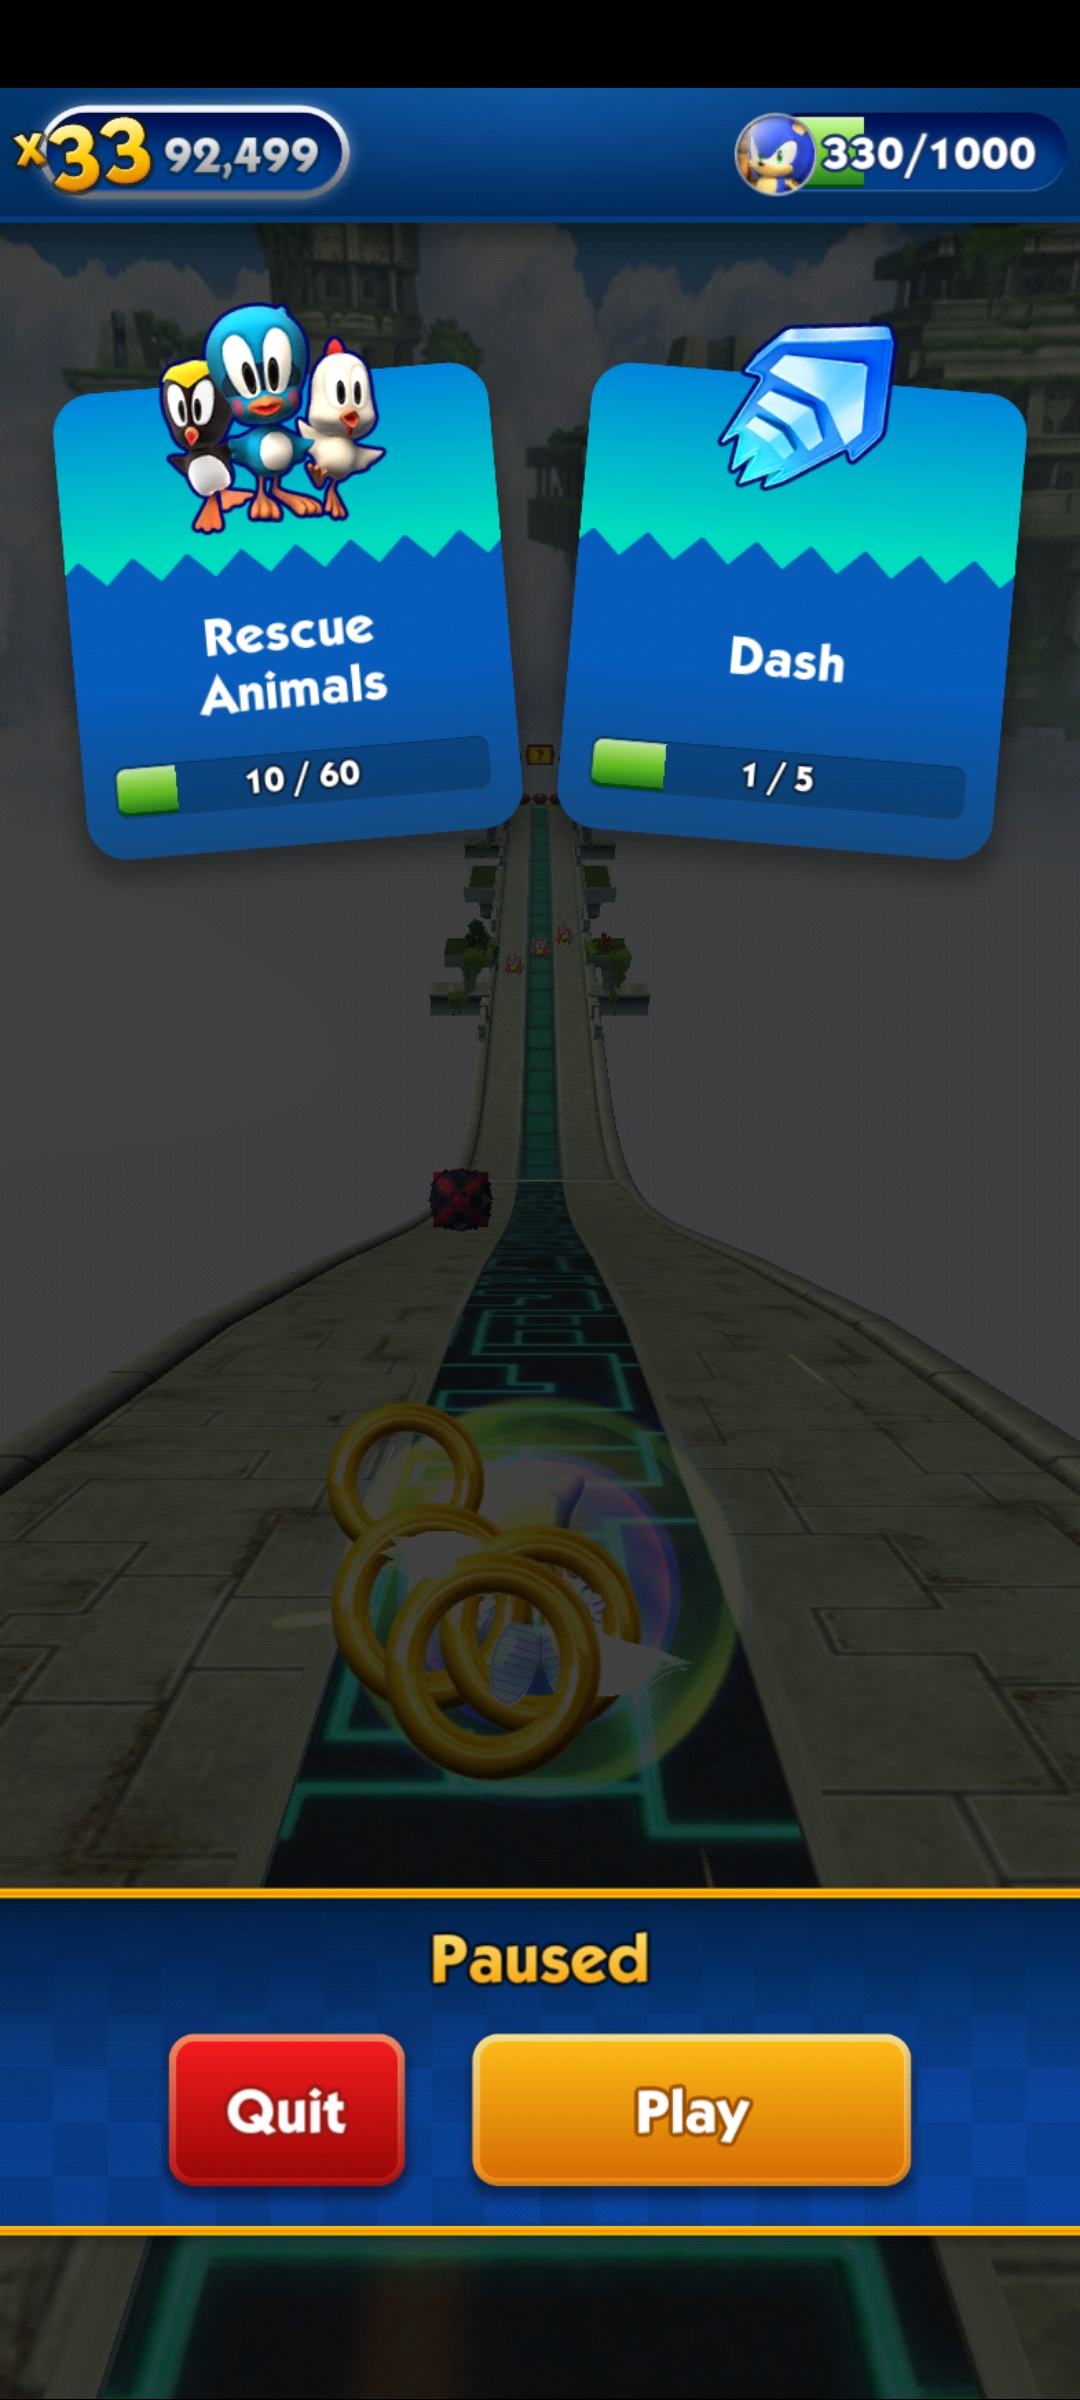 x33 92,499
330/1000
Rescue
Animals
10 / 60
Dash
1 / 5
?
Paused
Quit
Play